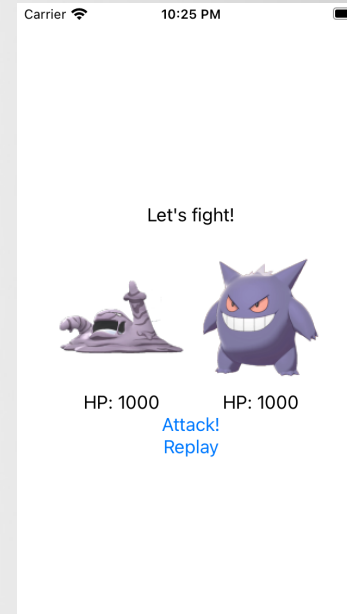 Carrier 10:25 PM
Let's fight!
HP: 1000 HP: 1000
Attack!
Replay